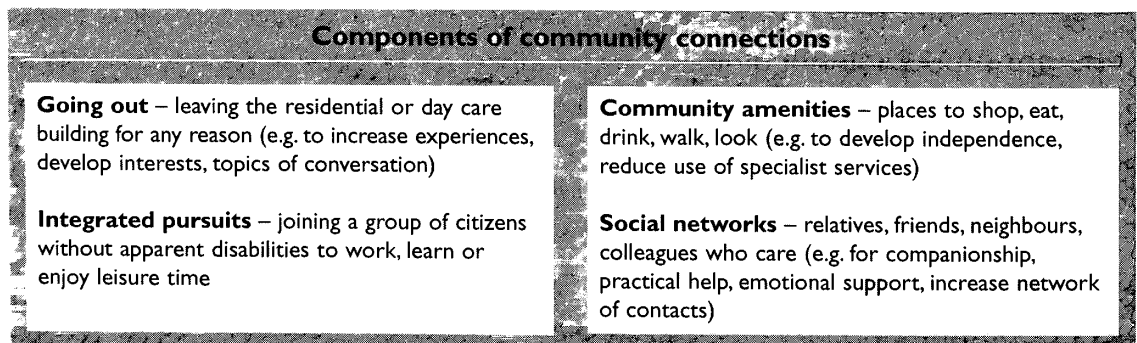 Components of community connections
Going out – leaving the residential or day care
building for any reason (e.g. to increase experiences,
develop interests, topics of conversation)
Integrated pursuits – joining a group of citizens
without apparent disabilities to work, learn or
enjoy leisure time
Community amenities – places to shop, eat,
drink, walk, look (e.g. to develop independence,
reduce use of specialist services)
Social networks – relatives, friends, neighbours,
colleagues who care (e.g. for companionship,
practical help, emotional support, increase network
of contacts)